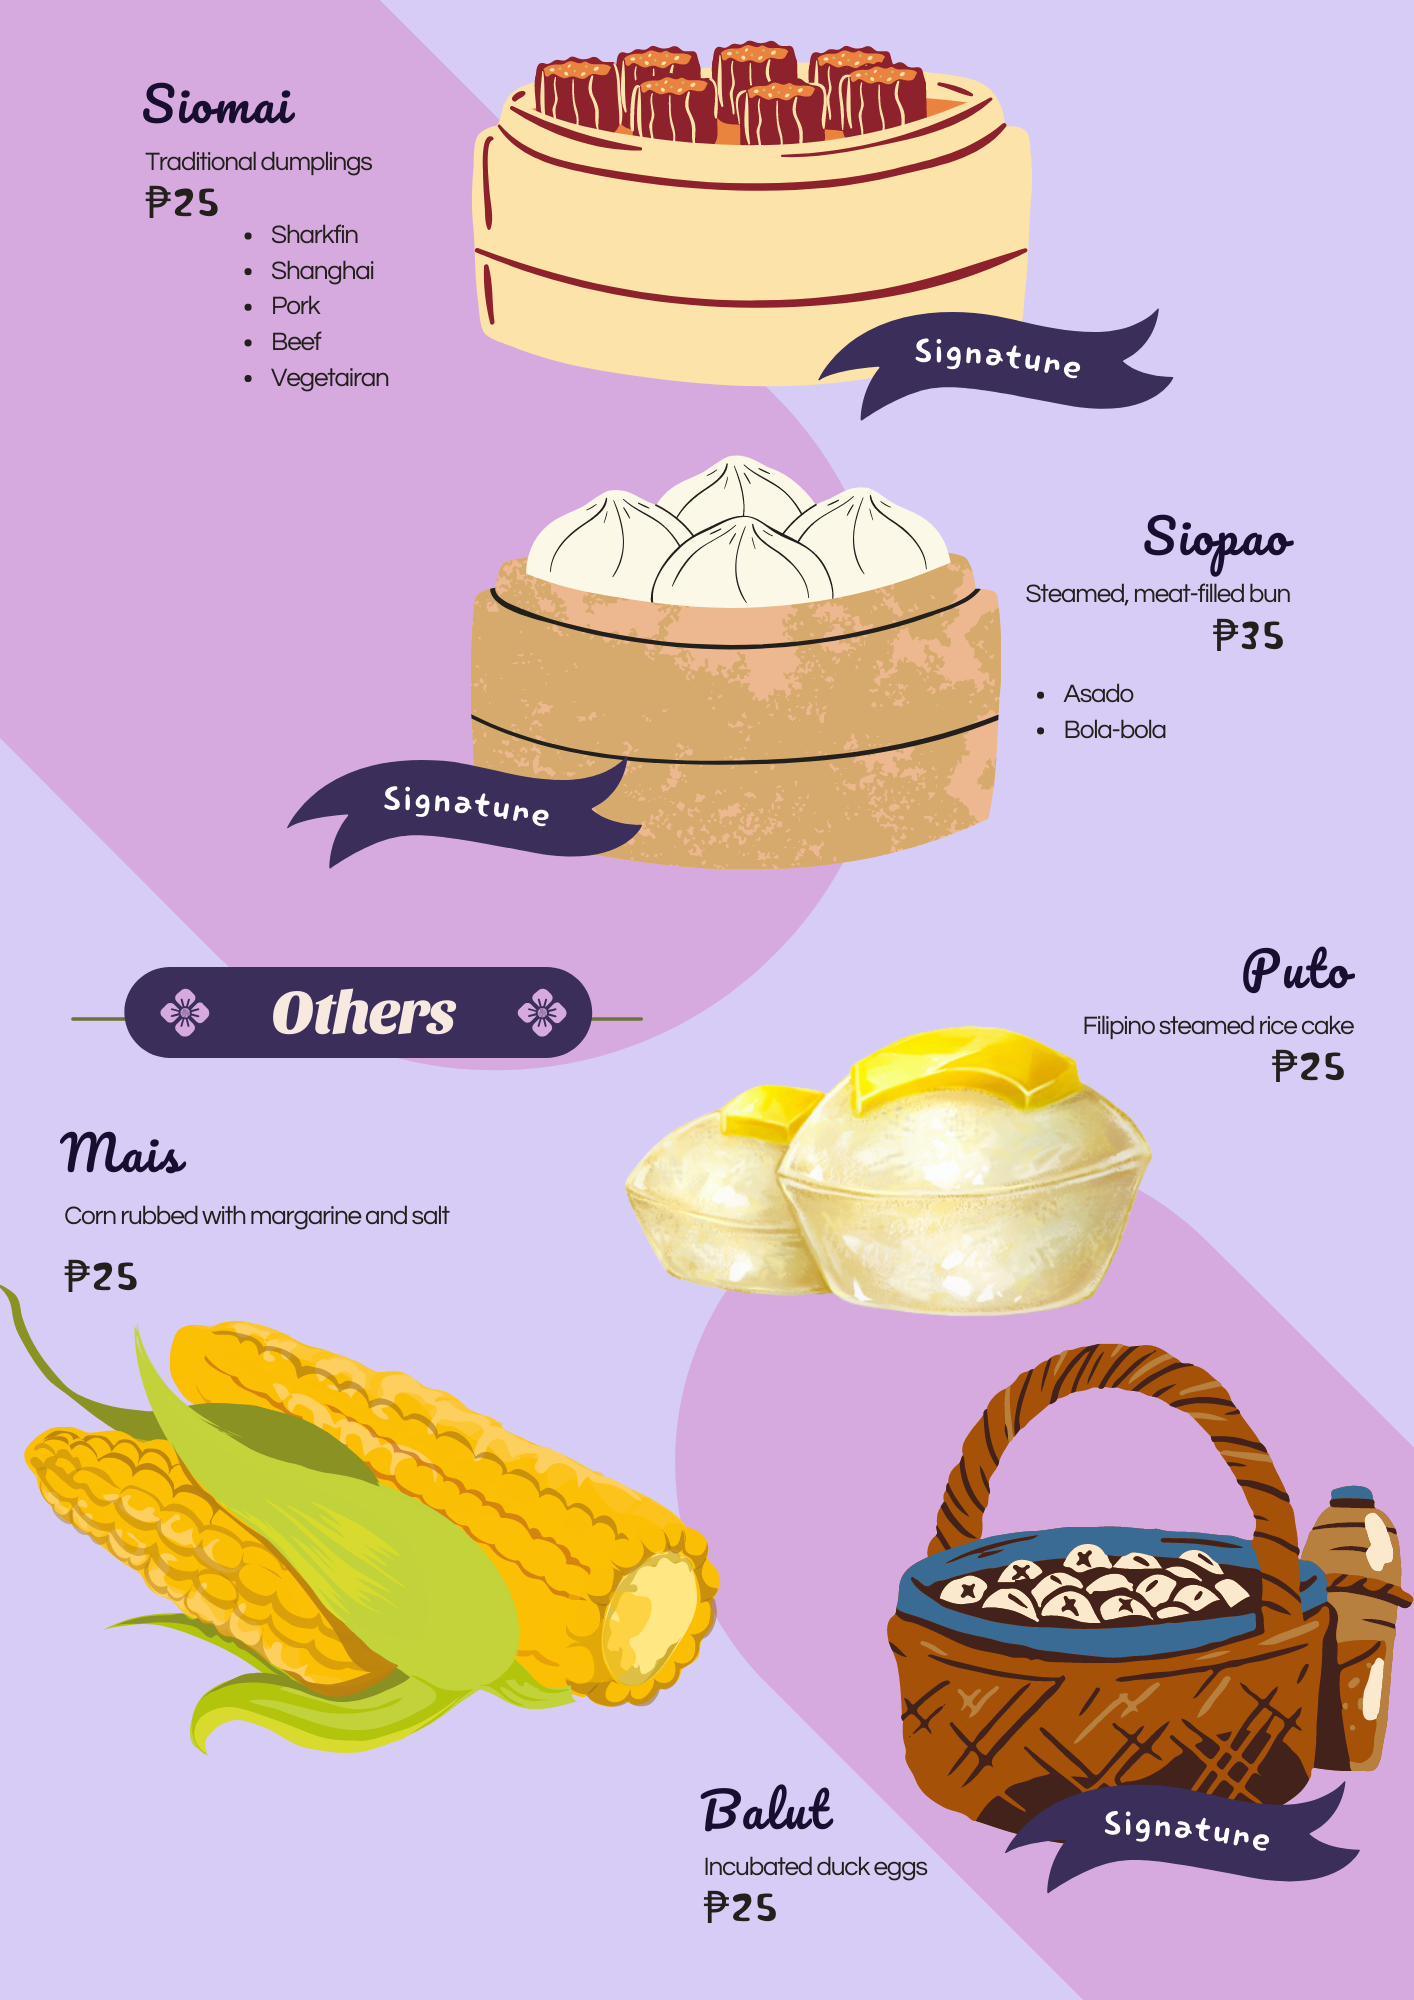 Siomai
Traditional dumplings
₱25
• Sharkfin
• Shanghai
• Pork
• Beef
• Vegetairan
Signature
Siopao
Steamed, meat-filled bun
₱35
• Asado
• Bola-bola
Signature
Others
Puto
Filipino steamed rice cake
₱25
Mais
Corn rubbed with margarine and salt
₱25
Balut
Incubated duck eggs
₱25
Signature